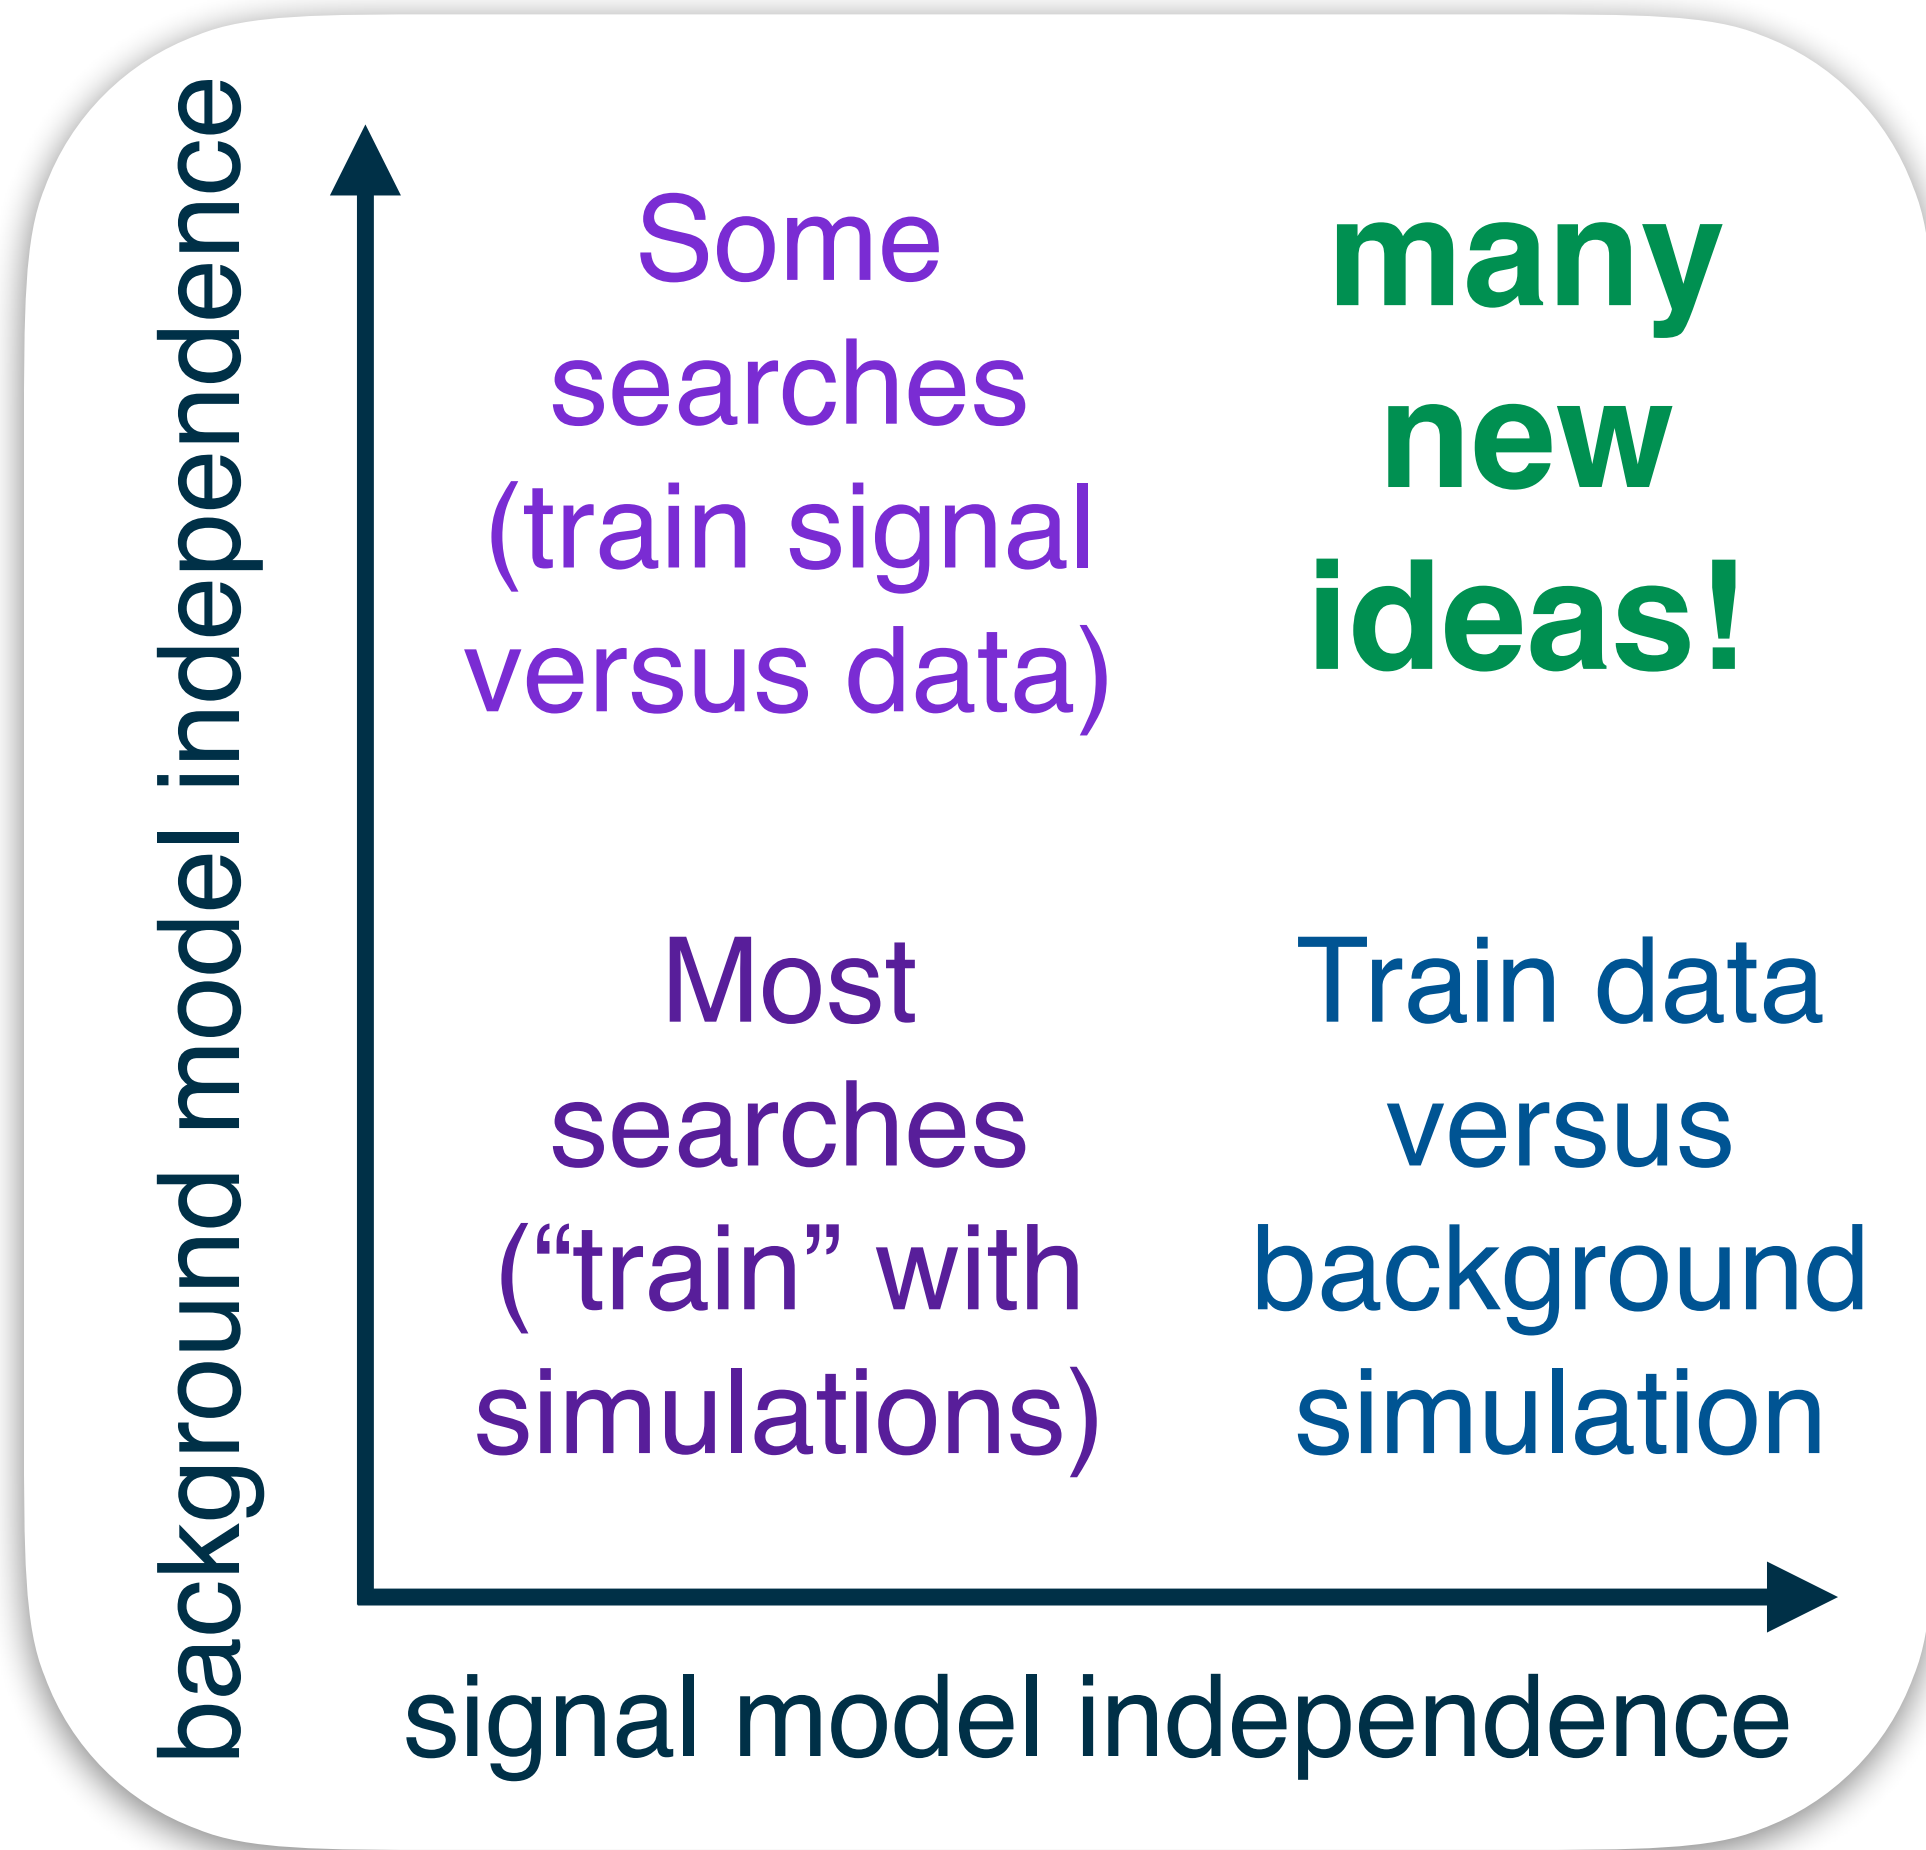 background model independence
Some
searches
(train signal
versus data)
many
new
ideas!
Most
searches
(“train” with
simulations)
Train data
versus
background
simulation
signal model independence